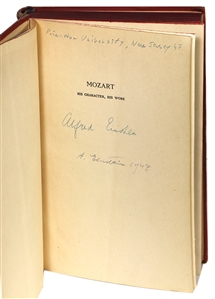 Princeton University, New Jersey 47
MOZART
HIS CHARACTER, HIS WORK
Alfred Einstein
A. Einstein 1947